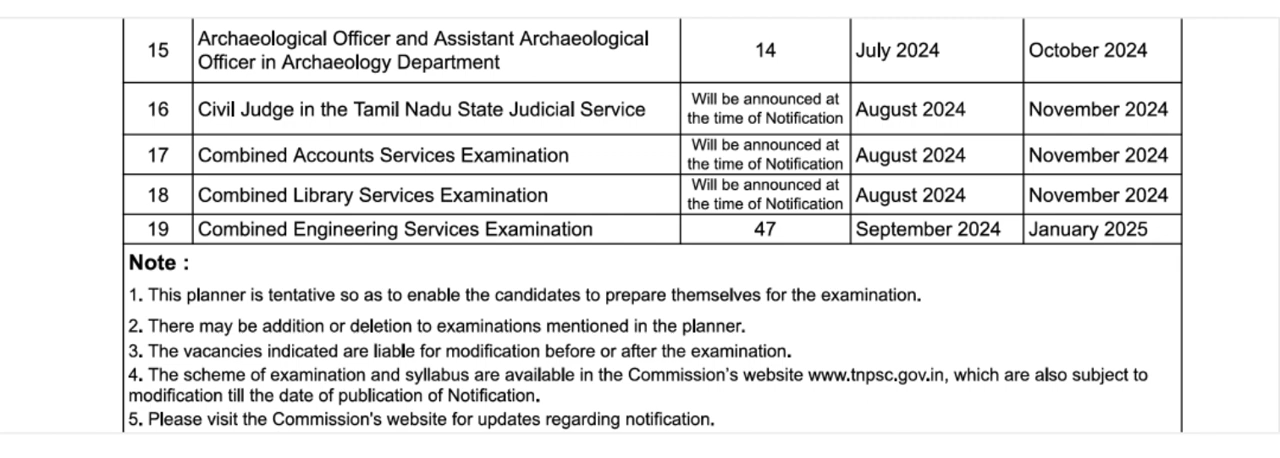 15 Archaeological Officer and Assistant Archaeological Officer in Archaeology Department 14 July 2024 October 2024
16 Civil Judge in the Tamil Nadu State Judicial Service Will be announced at the time of Notification August 2024 November 2024
17 Combined Accounts Services Examination Will be announced at the time of Notification August 2024 November 2024
18 Combined Library Services Examination Will be announced at the time of Notification August 2024 November 2024
19 Combined Engineering Services Examination 47 September 2024 January 2025
Note :
1. This planner is tentative so as to enable the candidates to prepare themselves for the examination.
2. There may be addition or deletion to examinations mentioned in the planner.
3. The vacancies indicated are liable for modification before or after the examination.
4. The scheme of examination and syllabus are available in the Commission's website www.tnpsc.gov.in, which are also subject to
modification till the date of publication of Notification.
5. Please visit the Commission's website for updates regarding notification.